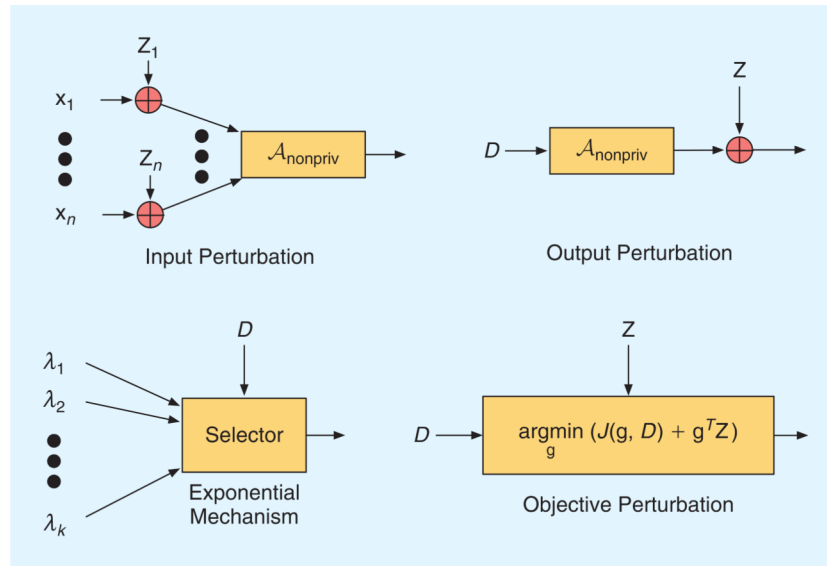 Z₁
x₁
𝒜nonpriv
Zₙ
xₙ
Input Perturbation
Z
D
𝒜nonpriv
Output Perturbation
D
λ₁
λ₂
Selector
λₖ
Exponential
Mechanism
Z
D
argmin (J(g, D) + gᵀZ)
g
Objective Perturbation